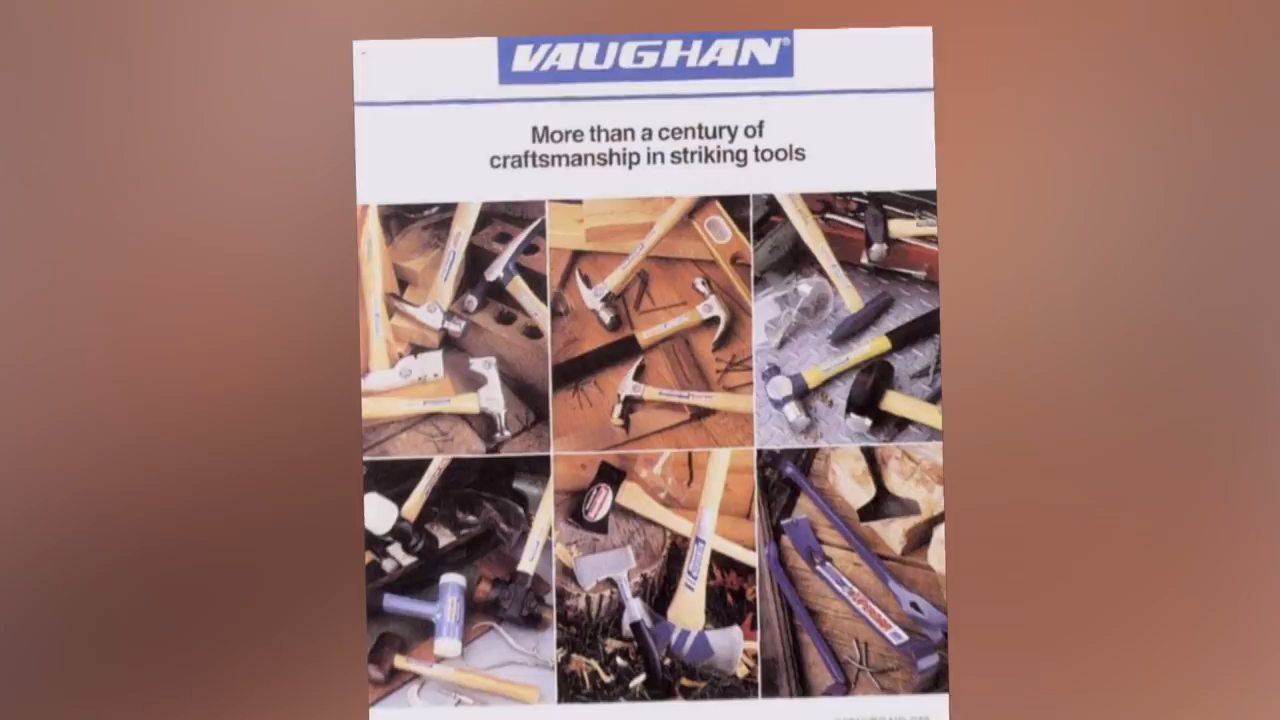 VAUGHAN®
More than a century of
craftsmanship in striking tools